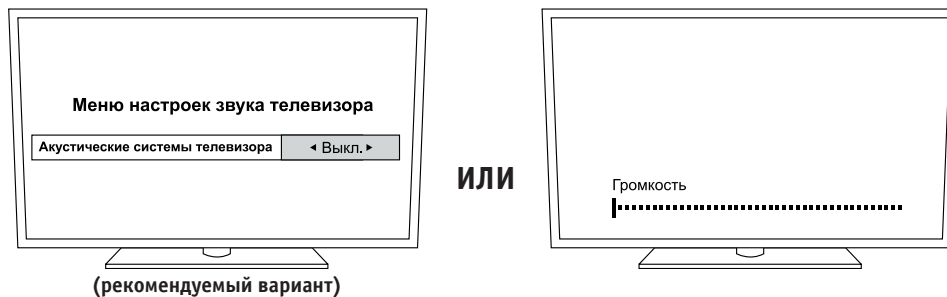 Меню настроек звука телевизора
Акустические системы телевизора ◂ Выкл. ▸
(рекомендуемый вариант)
ИЛИ
Громкость